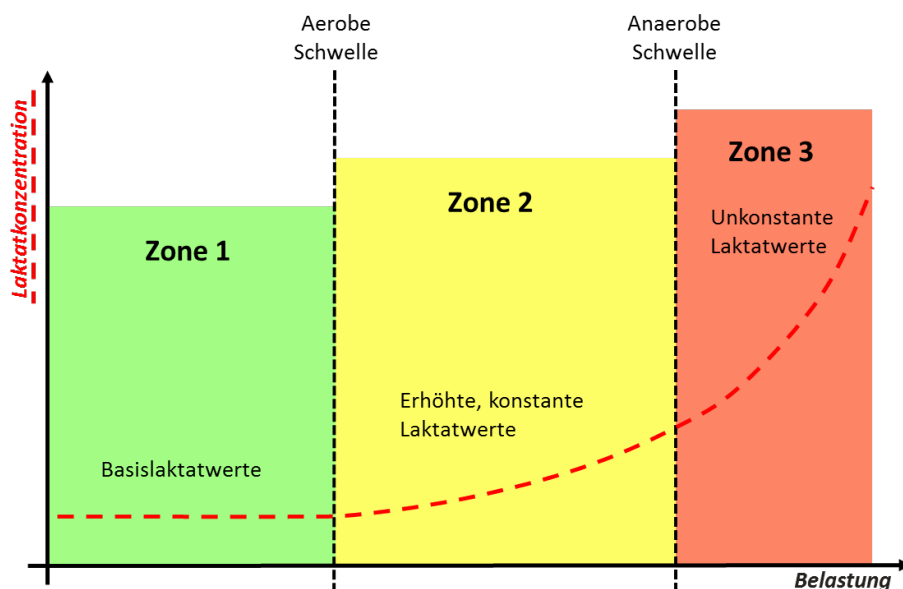 Aerobe
Schwelle
Anaerobe
Schwelle
Laktatkonzentration
Zone 1
Zone 2
Zone 3
Unkonstante
Laktatwerte
Erhöhte, konstante
Laktatwerte
Basislaktatwerte
Belastung